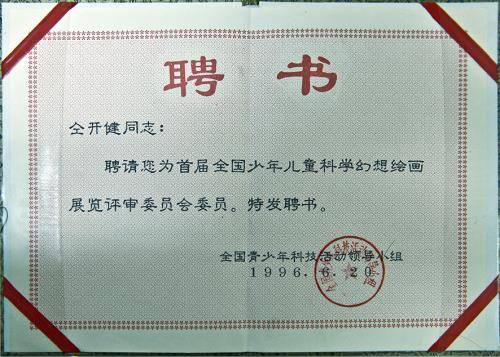 聘书
仝开健同志：
聘请您为首届全国少年儿童科学幻想绘画
展览评审委员会委员。特发聘书。
全国青少年科技活动领导小组
1996.6.20